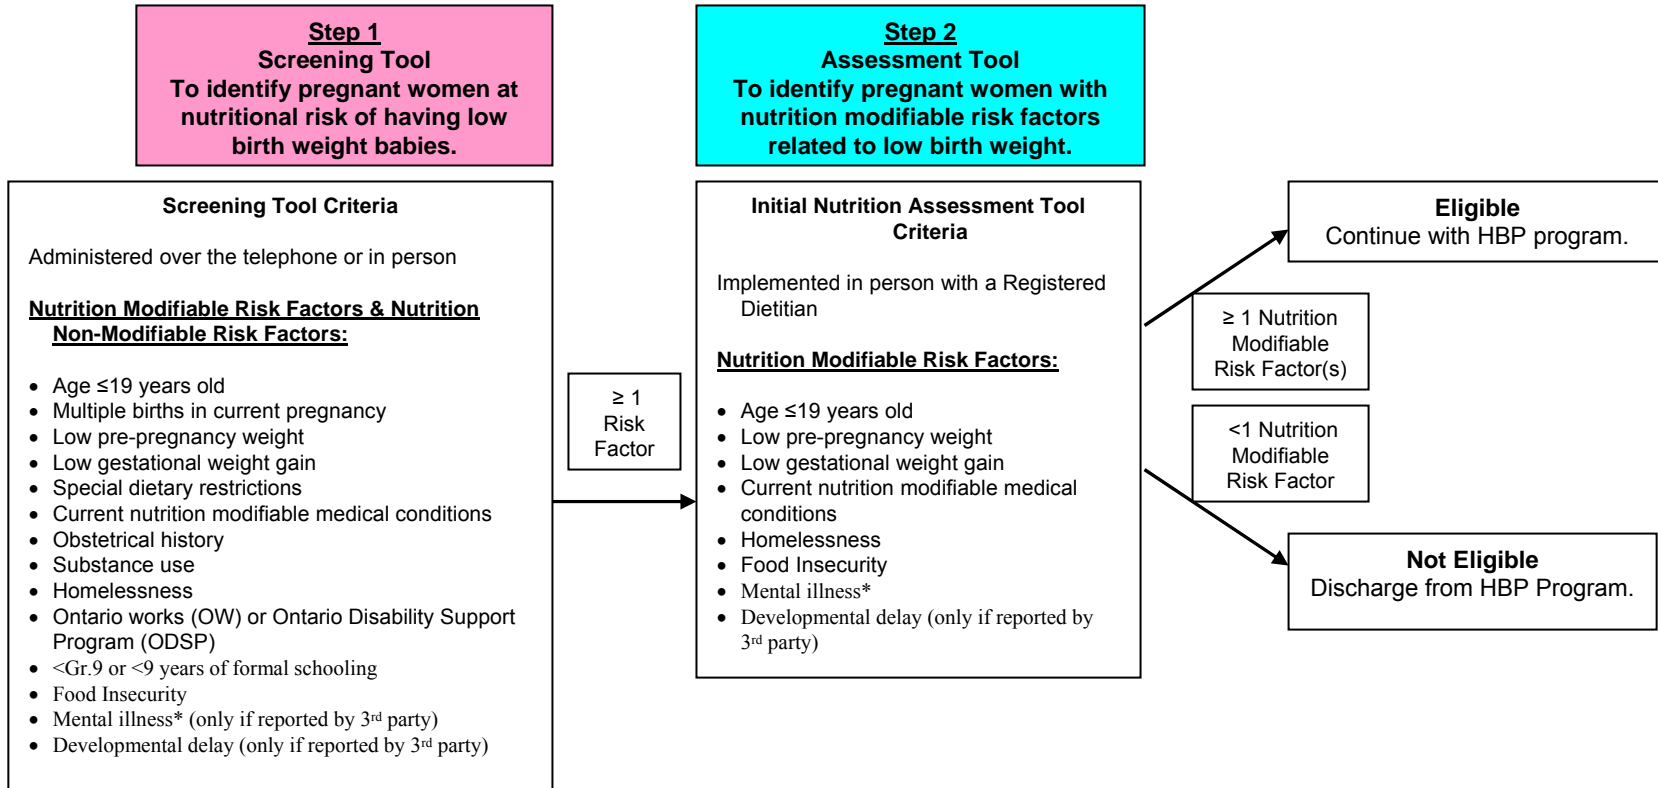 Step 1
Screening Tool
To identify pregnant women at
nutritional risk of having low
birth weight babies.
Step 2
Assessment Tool
To identify pregnant women with
nutrition modifiable risk factors
related to low birth weight.
Screening Tool Criteria
Administered over the telephone or in person
Nutrition Modifiable Risk Factors & Nutrition
Non-Modifiable Risk Factors:
• Age ≤19 years old
• Multiple births in current pregnancy
• Low pre-pregnancy weight
• Low gestational weight gain
• Special dietary restrictions
• Current nutrition modifiable medical conditions
• Obstetrical history
• Substance use
• Homelessness
• Ontario works (OW) or Ontario Disability Support
Program (ODSP)
• <Gr.9 or <9 years of formal schooling
• Food Insecurity
• Mental illness* (only if reported by 3rd party)
• Developmental delay (only if reported by 3rd party)
≥ 1
Risk
Factor
Initial Nutrition Assessment Tool
Criteria
Implemented in person with a Registered
Dietitian
Nutrition Modifiable Risk Factors:
• Age ≤19 years old
• Low pre-pregnancy weight
• Low gestational weight gain
• Current nutrition modifiable medical
conditions
• Homelessness
• Food Insecurity
• Mental illness*
• Developmental delay (only if reported by
3rd party)
Eligible
Continue with HBP program.
≥ 1 Nutrition
Modifiable
Risk Factor(s)
<1 Nutrition
Modifiable
Risk Factor
Not Eligible
Discharge from HBP Program.